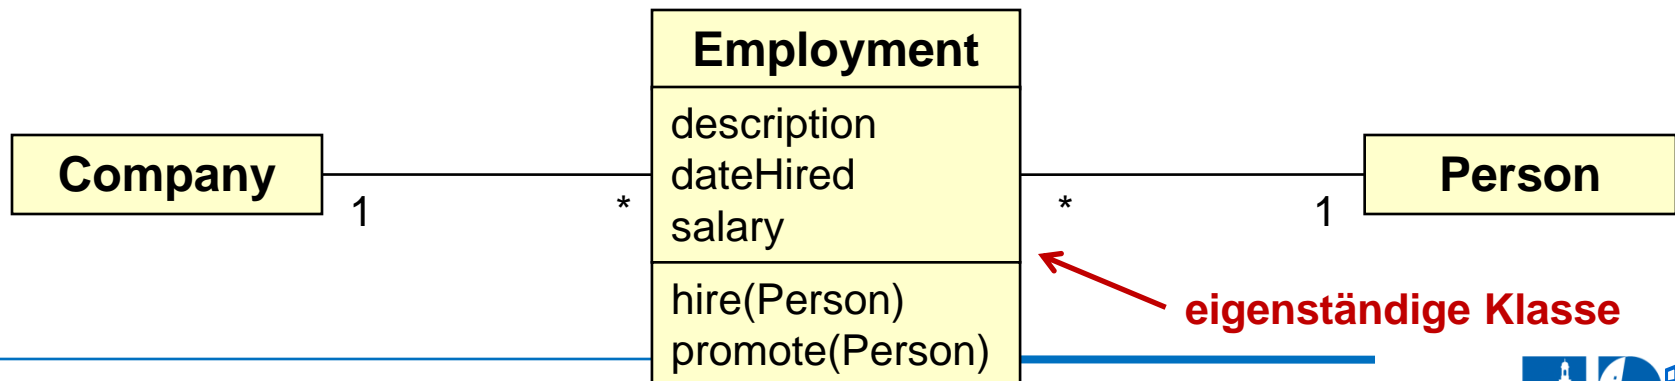 Employment
description
dateHired
salary
hire(Person)
promote(Person)
Company
1
*
*
1
Person
eigenständige Klasse